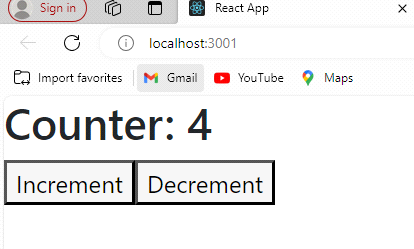 Sign in
React App
localhost:3001
Import favorites Gmail YouTube Maps
Counter: 4
Increment Decrement